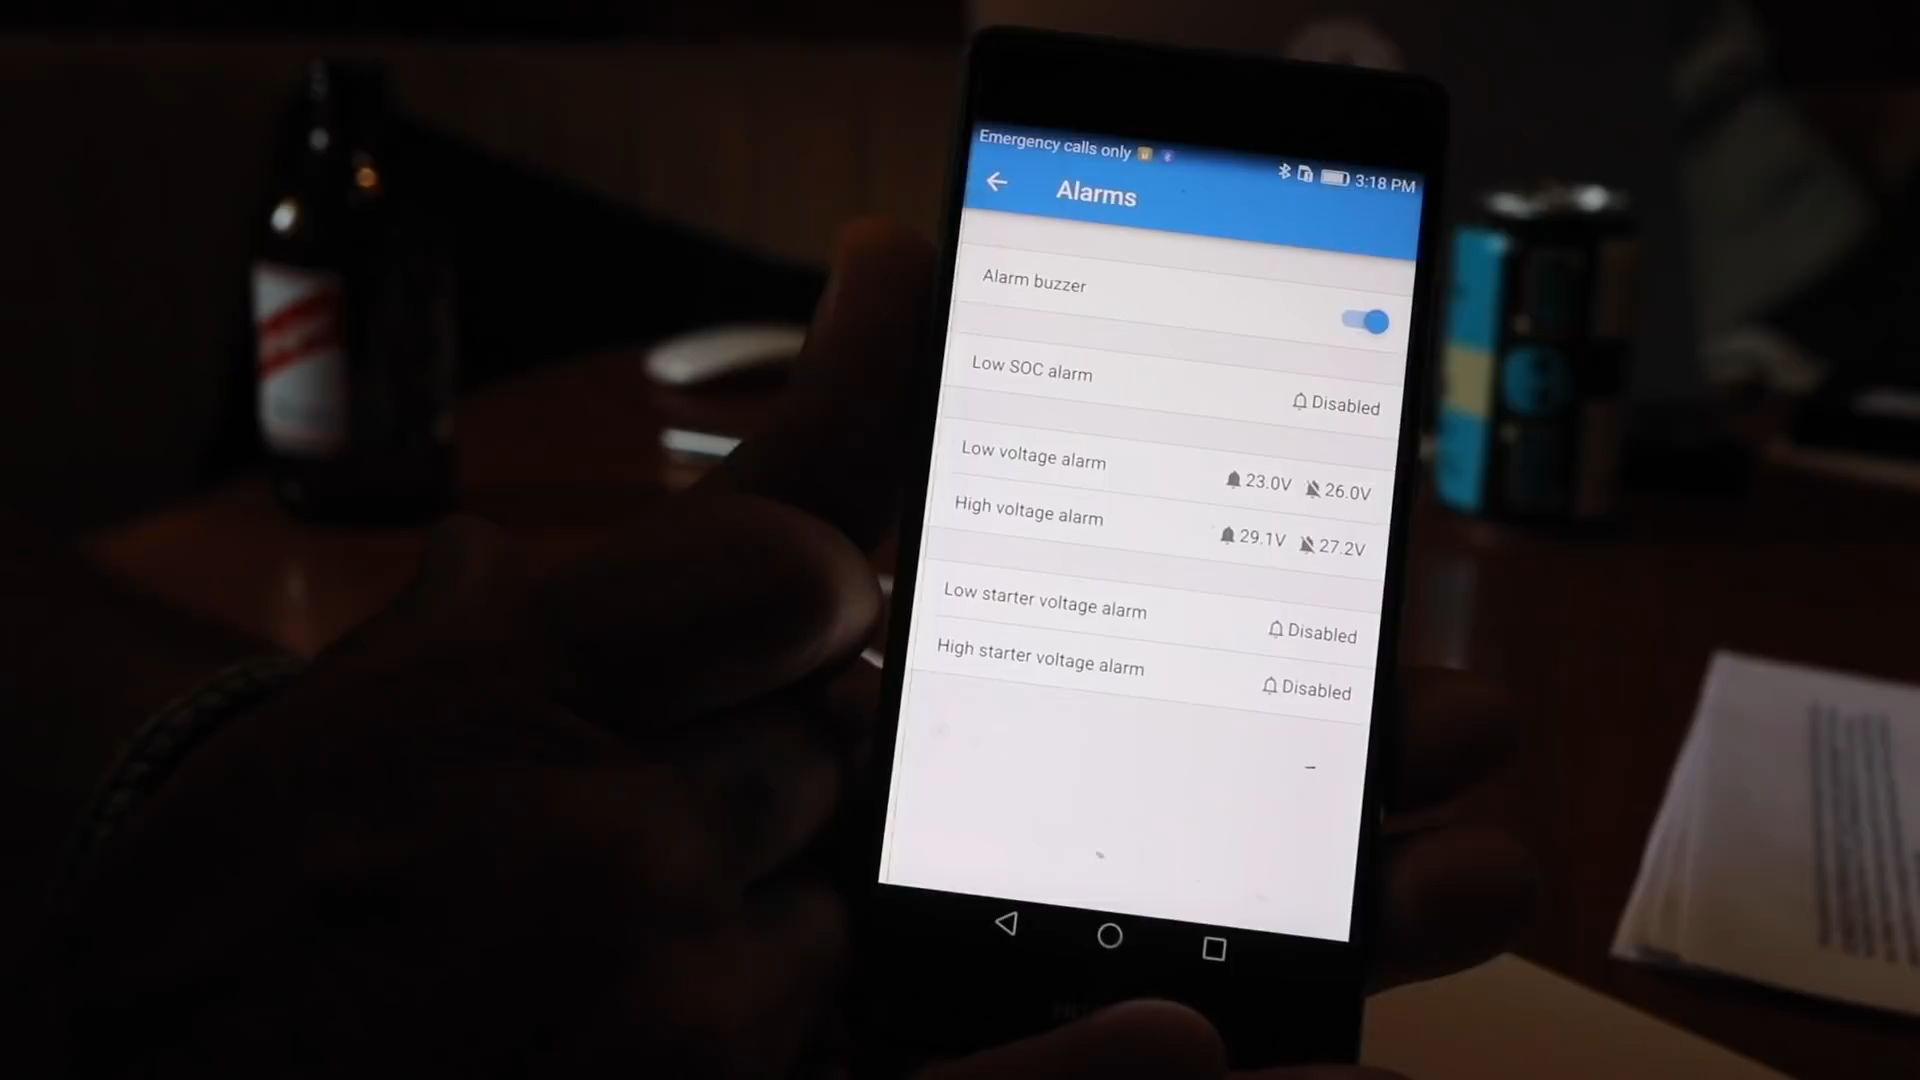 Emergency calls only
3:18 PM
Alarms
Alarm buzzer
Low SOC alarm
Disabled
Low voltage alarm
23.0V 26.0V
High voltage alarm
29.1V 27.2V
Low starter voltage alarm
Disabled
High starter voltage alarm
Disabled